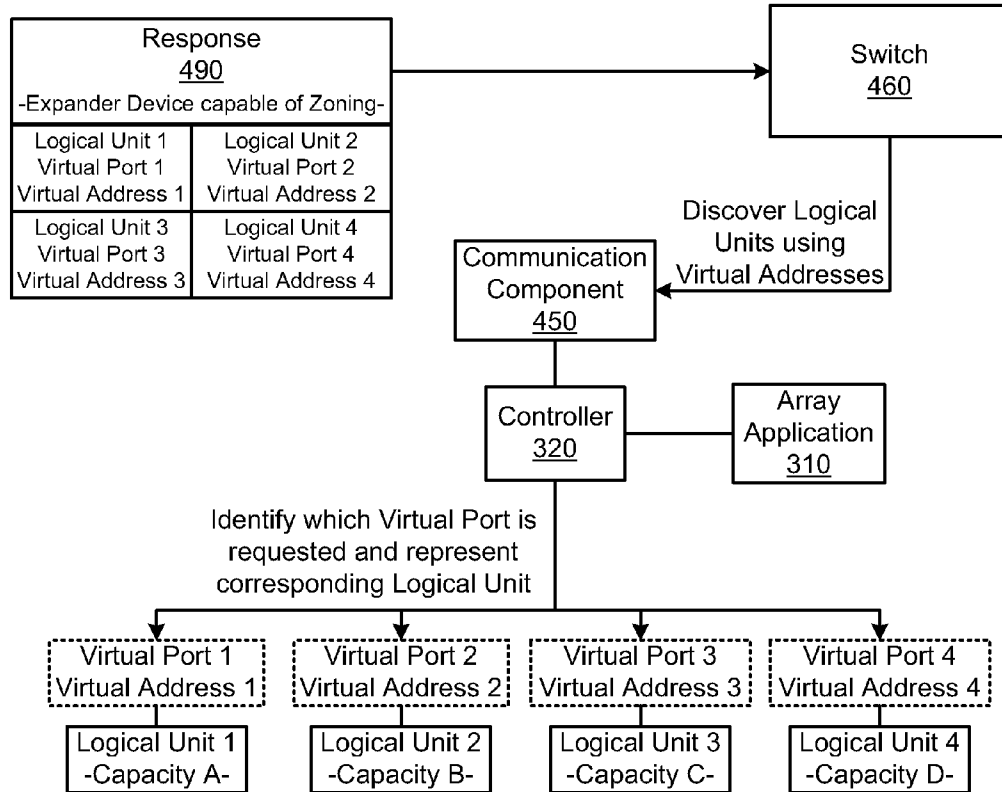 Response
490
-Expander Device capable of Zoning-
Logical Unit 1
Virtual Port 1
Virtual Address 1
Logical Unit 2
Virtual Port 2
Virtual Address 2
Logical Unit 3
Virtual Port 3
Virtual Address 3
Logical Unit 4
Virtual Port 4
Virtual Address 4
Switch
460
Discover Logical
Units using
Virtual Addresses
Communication
Component
450
Controller
320
Array
Application
310
Identify which Virtual Port is
requested and represent
corresponding Logical Unit
Virtual Port 1
Virtual Address 1
Virtual Port 2
Virtual Address 2
Virtual Port 3
Virtual Address 3
Virtual Port 4
Virtual Address 4
Logical Unit 1
-Capacity A-
Logical Unit 2
-Capacity B-
Logical Unit 3
-Capacity C-
Logical Unit 4
-Capacity D-